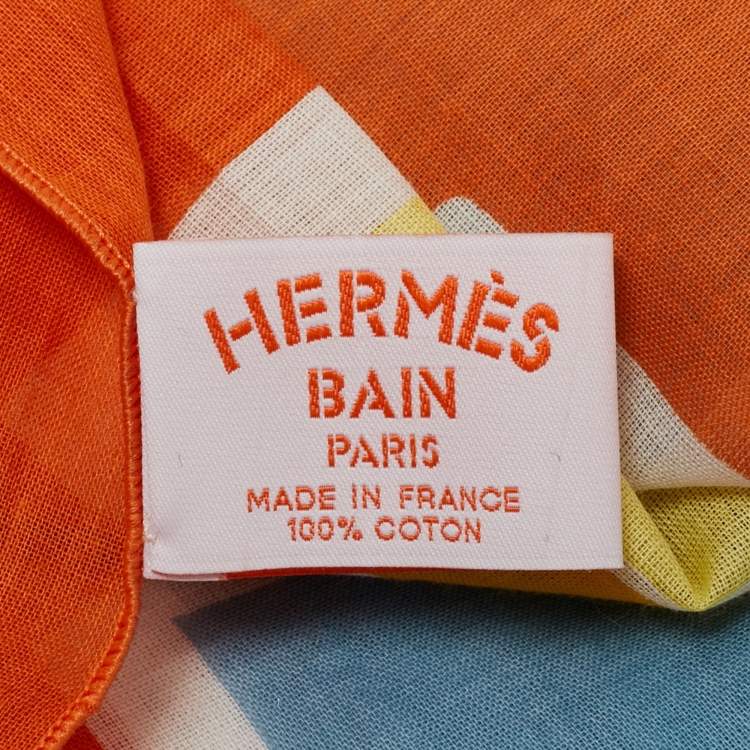 HERMÈS
BAIN
PARIS
MADE IN FRANCE
100% COTON